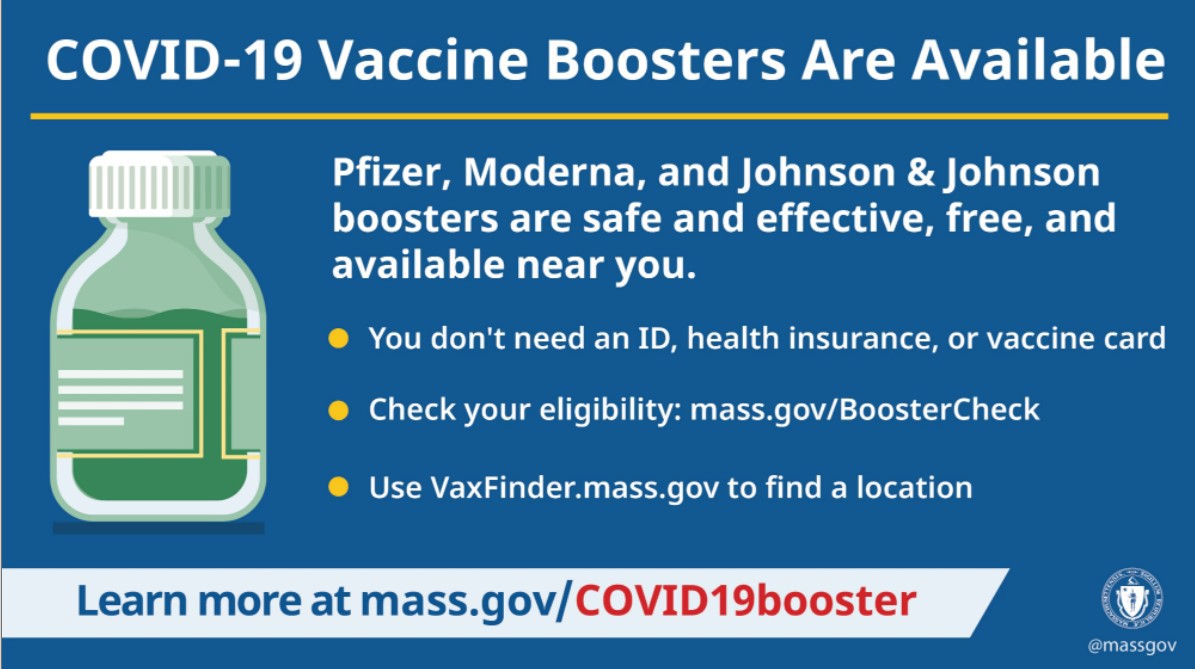 COVID-19 Vaccine Boosters Are Available
Pfizer, Moderna, and Johnson & Johnson
boosters are safe and effective, free, and
available near you.
You don't need an ID, health insurance, or vaccine card
Check your eligibility: mass.gov/BoosterCheck
Use VaxFinder.mass.gov to find a location
Learn more at mass.gov/COVID19booster
@massgov